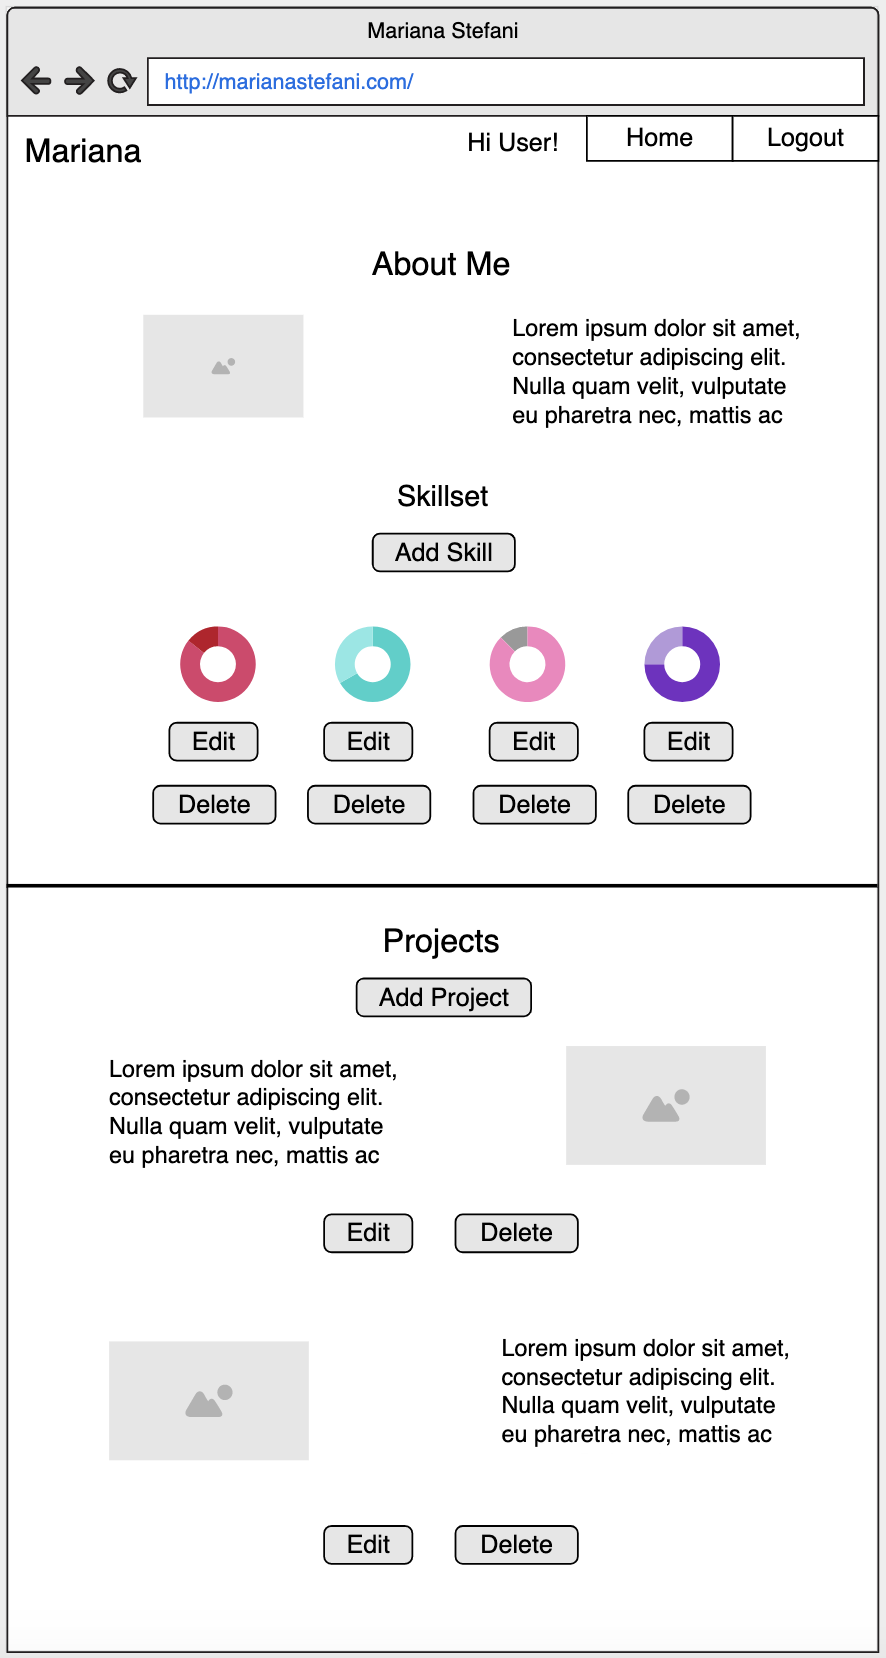 Mariana Stefani
http://marianastefani.com/
Mariana
Hi User!
Home
Logout
About Me
Lorem ipsum dolor sit amet,
consectetur adipiscing elit.
Nulla quam velit, vulputate
eu pharetra nec, mattis ac
Skillset
Add Skill
Edit
Edit
Edit
Edit
Delete
Delete
Delete
Delete
Projects
Add Project
Lorem ipsum dolor sit amet,
consectetur adipiscing elit.
Nulla quam velit, vulputate
eu pharetra nec, mattis ac
Edit
Delete
Lorem ipsum dolor sit amet,
consectetur adipiscing elit.
Nulla quam velit, vulputate
eu pharetra nec, mattis ac
Edit
Delete